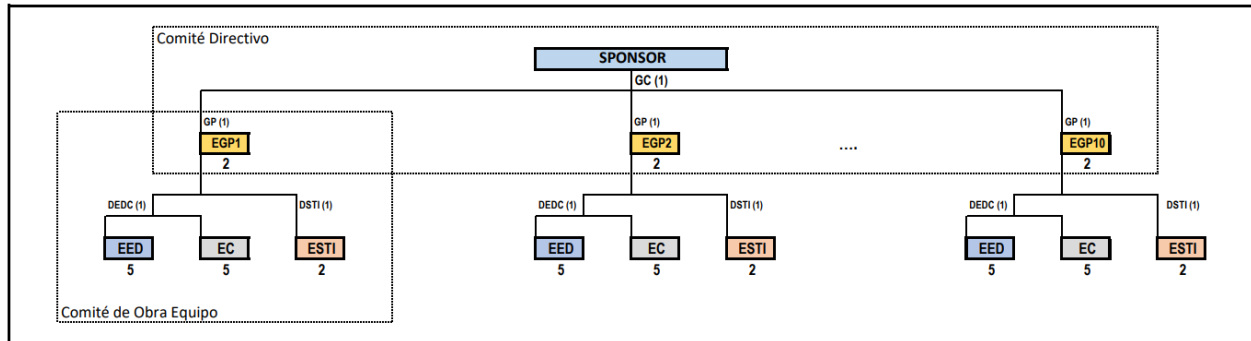 Comité Directivo
SPONSOR
GC (1)
GP (1) GP (1) GP (1)
EGP1 EGP2 .... EGP10
2 2 2
DEDC (1) DSTI (1) DEDC (1) DSTI (1) DEDC (1) DSTI (1)
EED EC ESTI EED EC ESTI EED EC ESTI
5 5 2 5 5 2 5 5 2
Comité de Obra Equipo